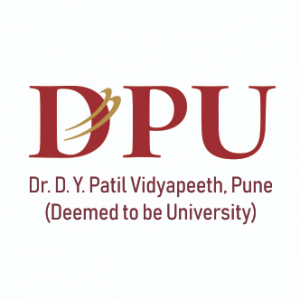 DPU
Dr. D. Y. Patil Vidyapeeth, Pune
(Deemed to be University)